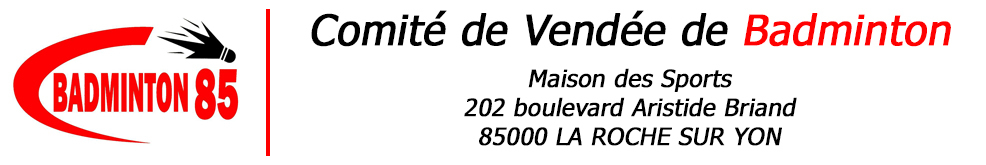 BADMINTON 85
Comité de Vendée de Badminton
Maison des Sports
202 boulevard Aristide Briand
85000 LA ROCHE SUR YON